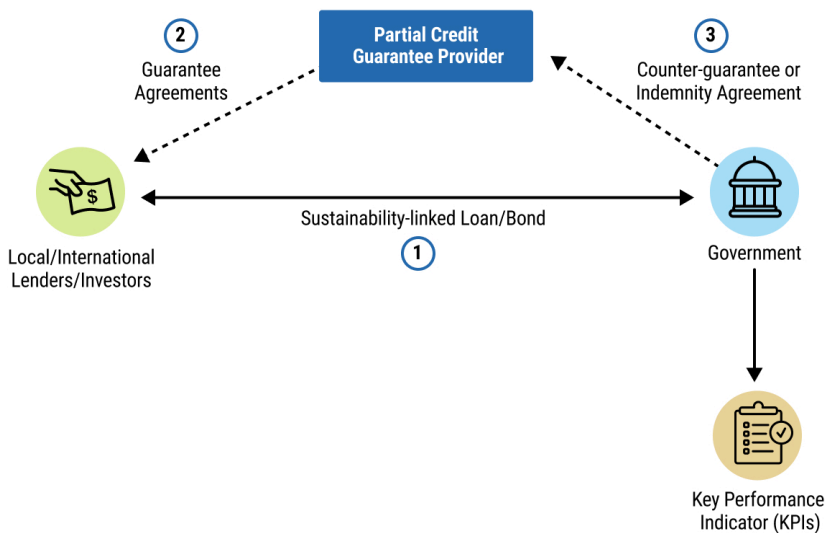 2
Guarantee
Agreements
Partial Credit
Guarantee Provider
3
Counter-guarantee or
Indemnity Agreement
$
Local/International
Lenders/Investors
Sustainability-linked Loan/Bond
1
Government
Key Performance
Indicator (KPIs)